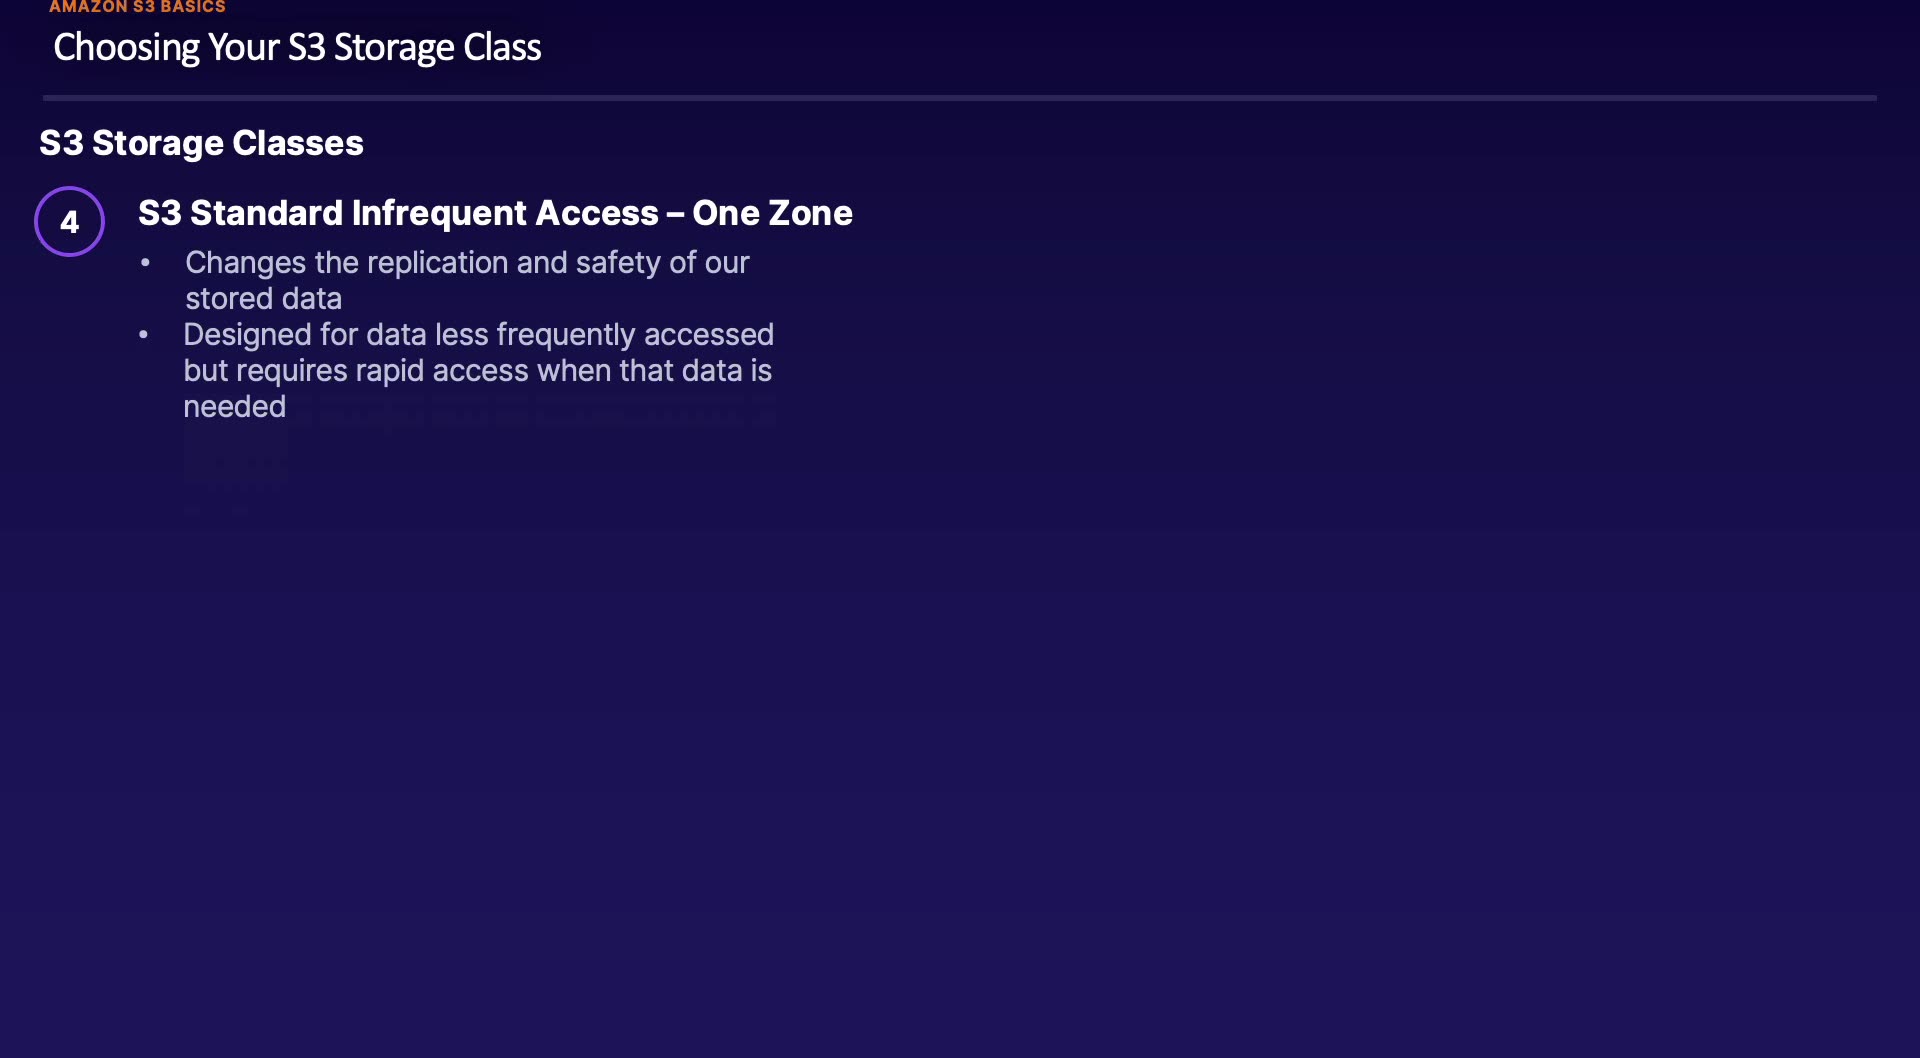 AMAZON S3 BASICS
Choosing Your S3 Storage Class
S3 Storage Classes
4
S3 Standard Infrequent Access – One Zone
• Changes the replication and safety of our
stored data
• Designed for data less frequently accessed
but requires rapid access when that data is
needed